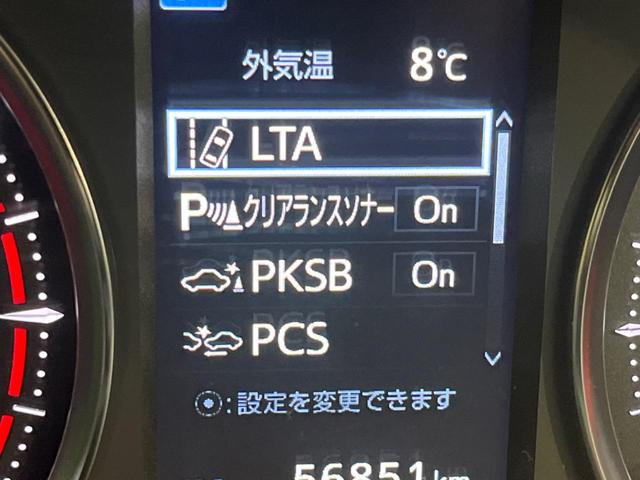 外気温 8℃
LTA
P クリアランスソナー On
PKSB On
PCS
:設定を変更できます
56851km